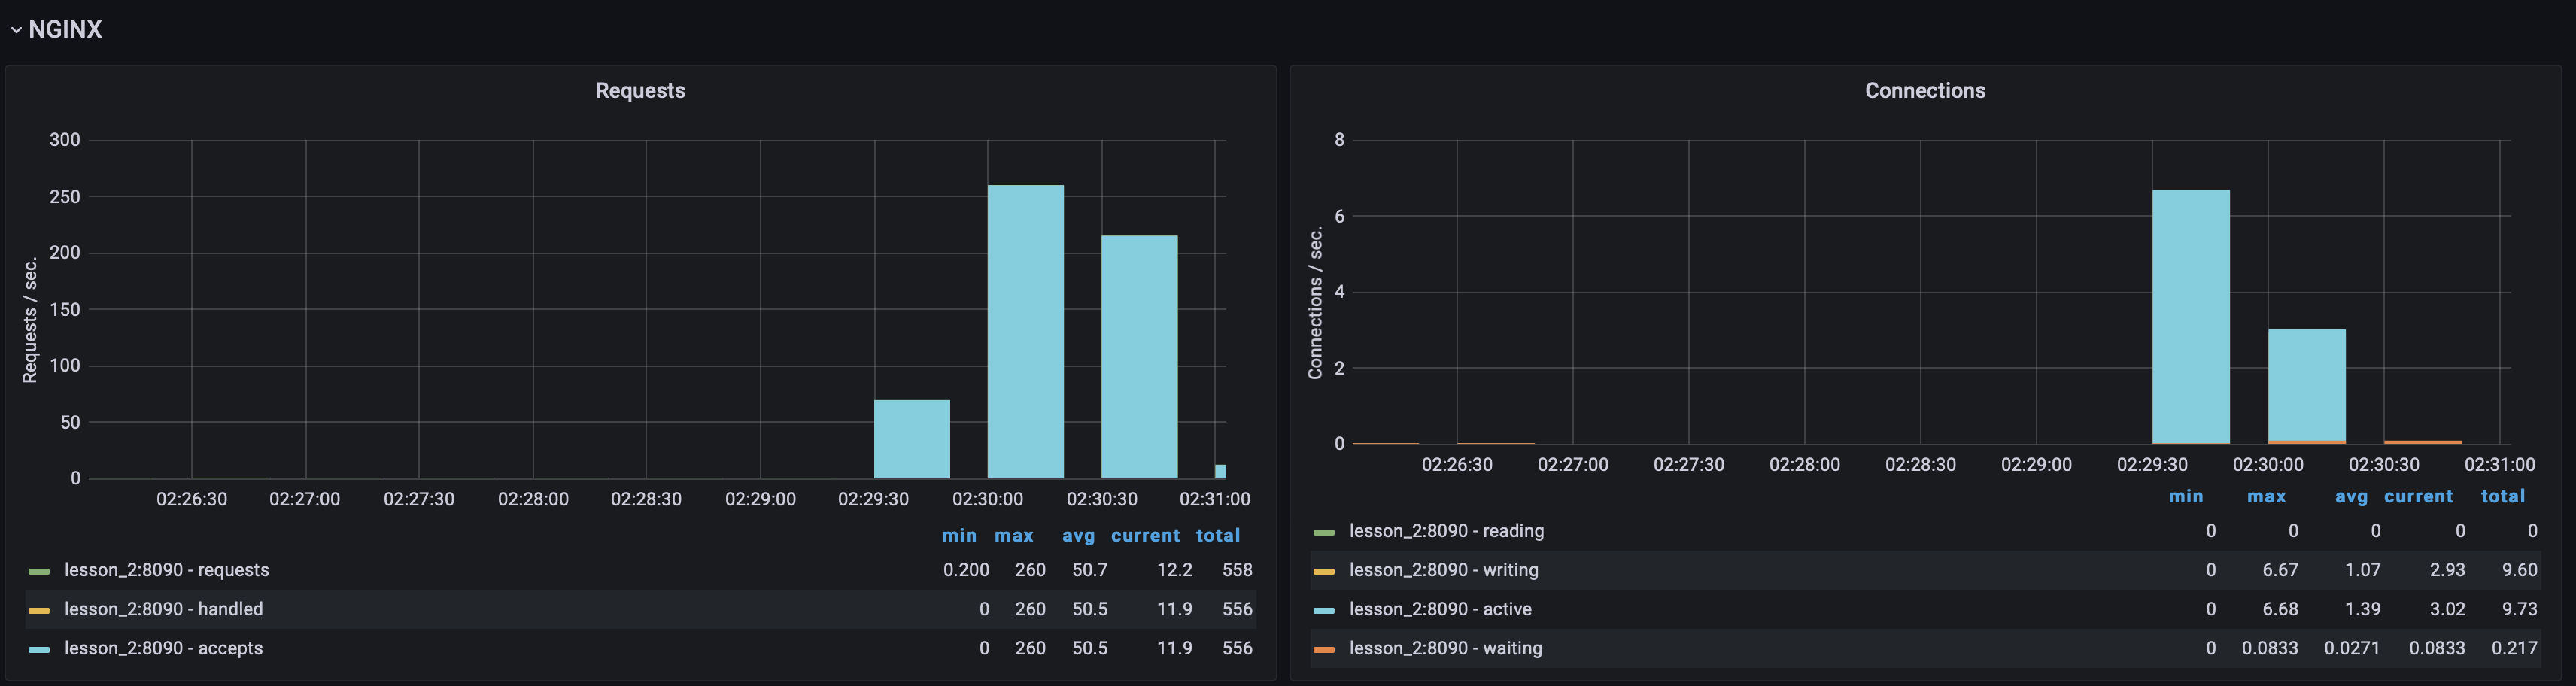 NGINX
Requests
Requests / sec.
300
250
200
150
100
50
0
02:26:30 02:27:00 02:27:30 02:28:00 02:28:30 02:29:00 02:29:30 02:30:00 02:30:30 02:31:00
min max avg current total
lesson_2:8090 - requests 0.200 260 50.7 12.2 558
lesson_2:8090 - handled 0 260 50.5 11.9 556
lesson_2:8090 - accepts 0 260 50.5 11.9 556
Connections
Connections / sec.
8
6
4
2
0
02:26:30 02:27:00 02:27:30 02:28:00 02:28:30 02:29:00 02:29:30 02:30:00 02:30:30 02:31:00
min max avg current total
lesson_2:8090 - reading 0 0 0 0 0
lesson_2:8090 - writing 0 6.67 1.07 2.93 9.60
lesson_2:8090 - active 0 6.68 1.39 3.02 9.73
lesson_2:8090 - waiting 0 0.0833 0.0271 0.0833 0.217